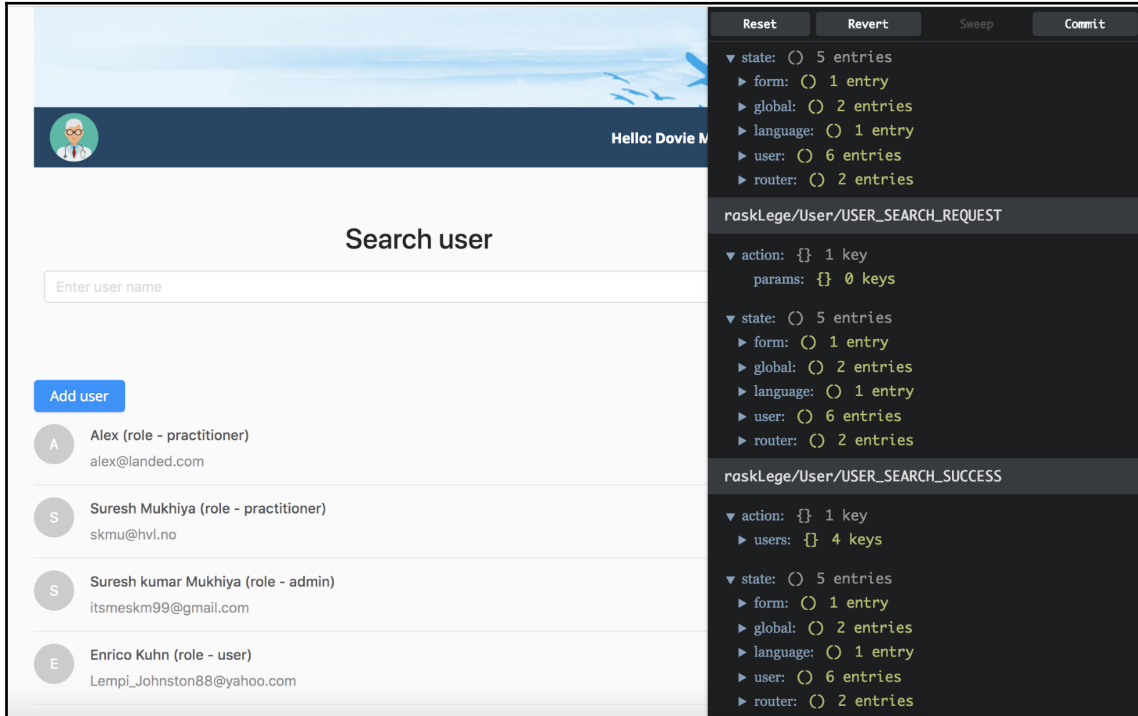 Hello: Dovie M
Search user
Enter user name
Add user
A
Alex (role - practitioner)
alex@landed.com
S
Suresh Mukhiya (role - practitioner)
skmu@hvl.no
S
Suresh kumar Mukhiya (role - admin)
itsmeskm99@gmail.com
E
Enrico Kuhn (role - user)
Lempi_Johnston88@yahoo.com
Reset Revert Sweep Commit
▼ state: () 5 entries
▶ form: () 1 entry
▶ global: () 2 entries
▶ language: () 1 entry
▶ user: () 6 entries
▶ router: () 2 entries
raskLege/User/USER_SEARCH_REQUEST
▼ action: {} 1 key
params: {} 0 keys
▼ state: () 5 entries
▶ form: () 1 entry
▶ global: () 2 entries
▶ language: () 1 entry
▶ user: () 6 entries
▶ router: () 2 entries
raskLege/User/USER_SEARCH_SUCCESS
▼ action: {} 1 key
▶ users: {} 4 keys
▼ state: () 5 entries
▶ form: () 1 entry
▶ global: () 2 entries
▶ language: () 1 entry
▶ user: () 6 entries
▶ router: () 2 entries